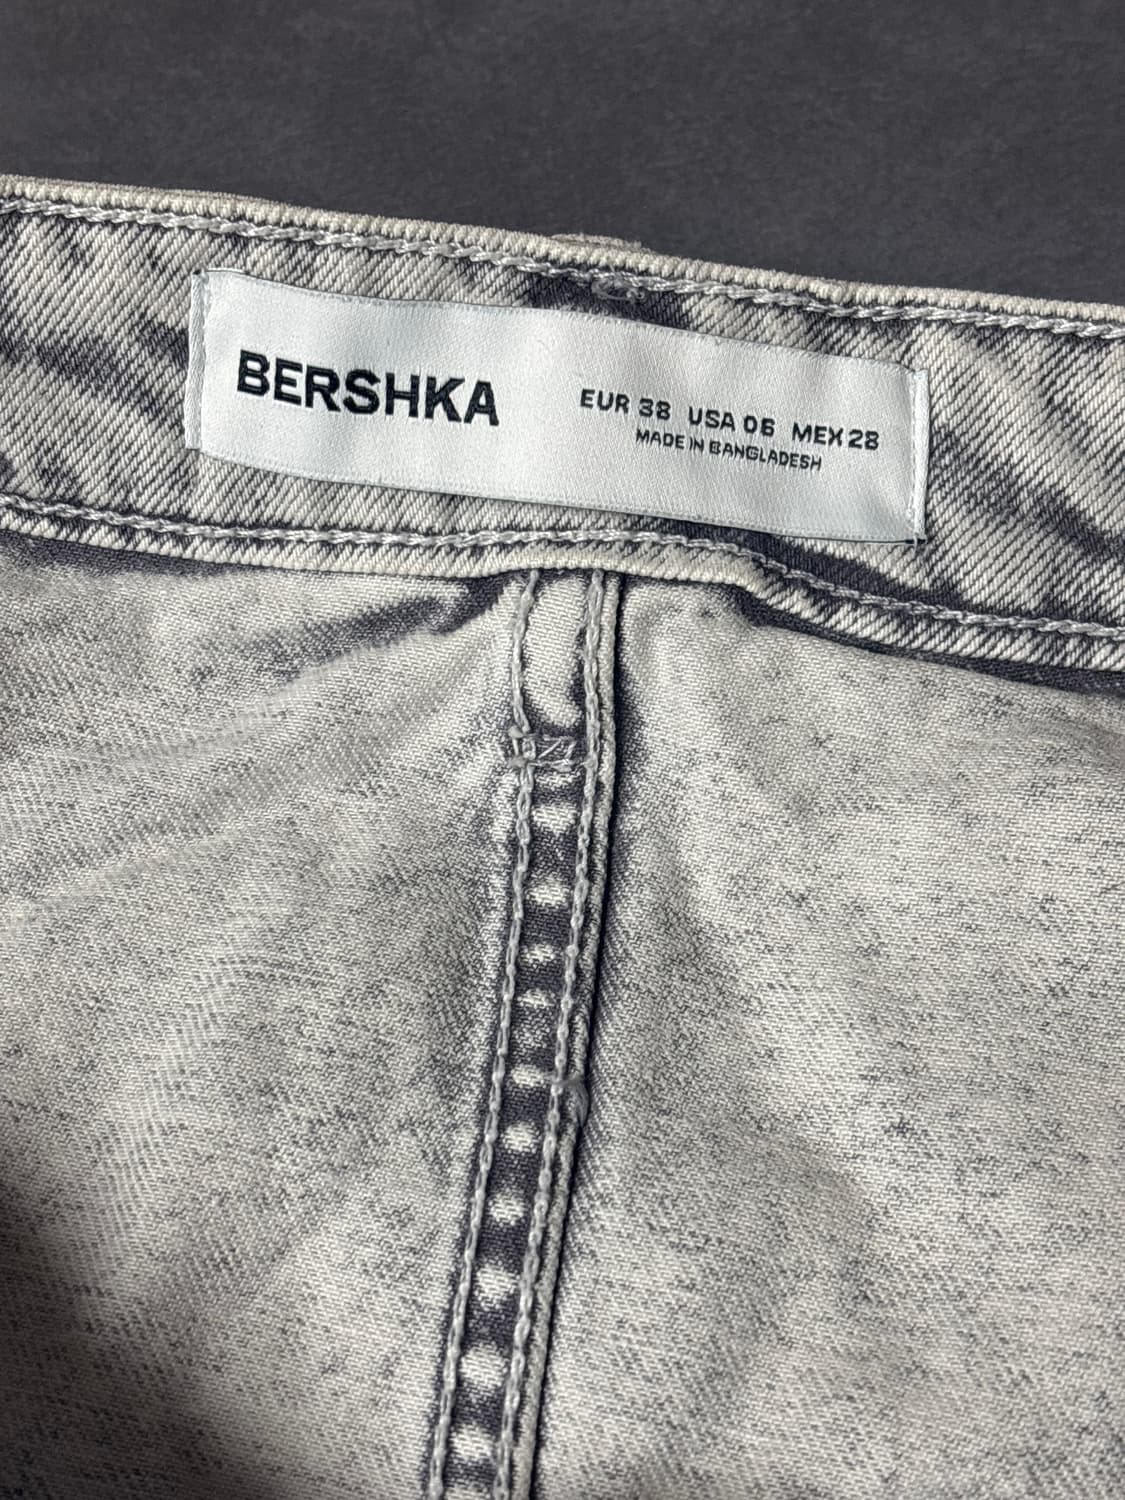 BERSHKA
EUR 38 USA 06 MEX 28
MADE IN BANGLADESH